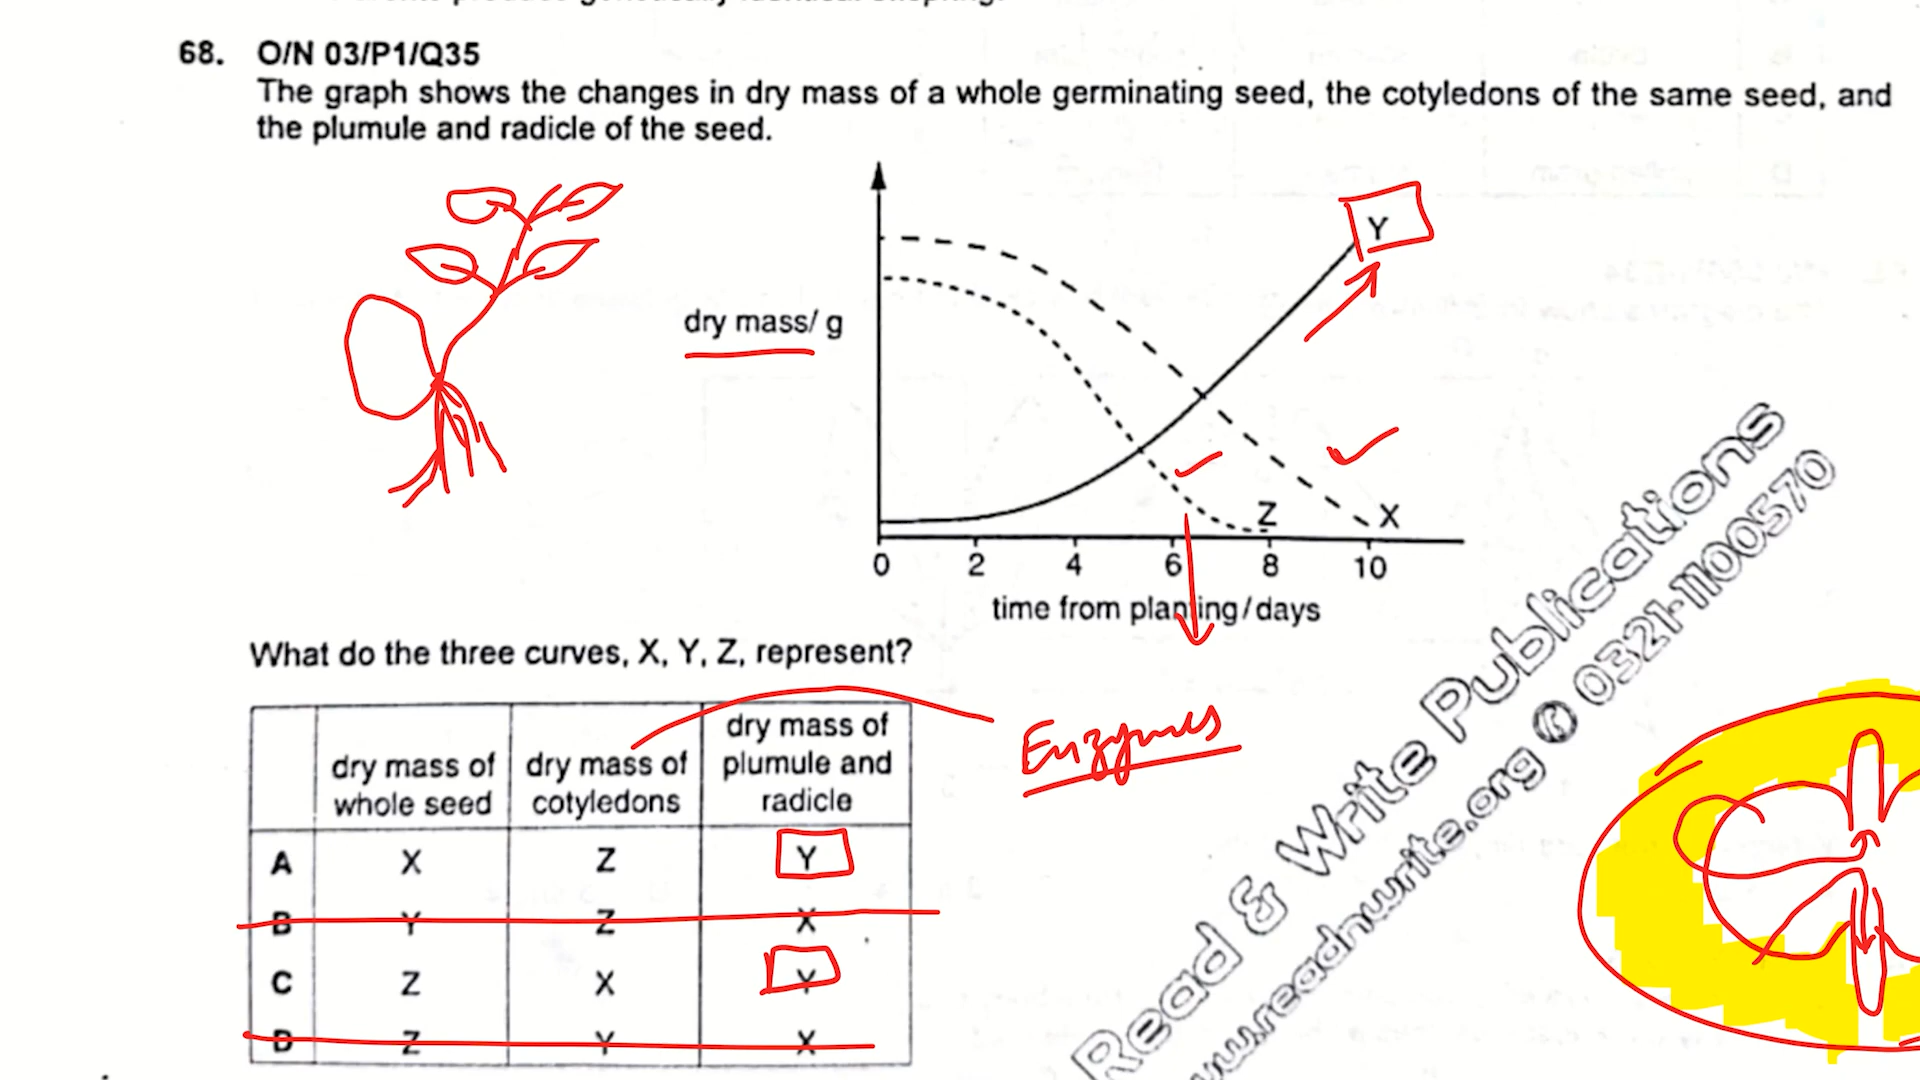 68. O/N 03/P1/Q35
The graph shows the changes in dry mass of a whole germinating seed, the cotyledons of the same seed, and
the plumule and radicle of the seed.
Y
dry mass/ g
Z
X
0 2 4 6 8 10
time from planting/days
What do the three curves, X, Y, Z, represent?
dry mass of whole seed
dry mass of cotyledons
dry mass of plumule and radicle
A X Z Y
B Y Z X
C Z X Y
D Z Y X
Enzymes
Read & Write Publications
www.readnwrite.org © 0321-1100570